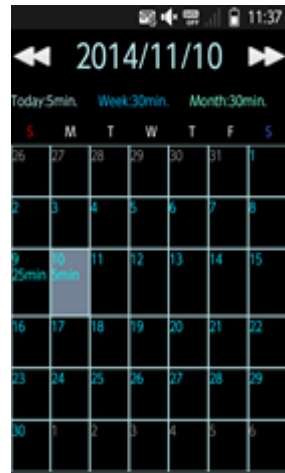 11:37
2014/11/10
Today:5min. Week:30min. Month:30min.
S M T W T F S
26 27 28 29 30 31 1
2 3 4 5 6 7 8
9 10 11 12 13 14 15
25min 5min
16 17 18 19 20 21 22
23 24 25 26 27 28 29
30 1 2 3 4 5 6